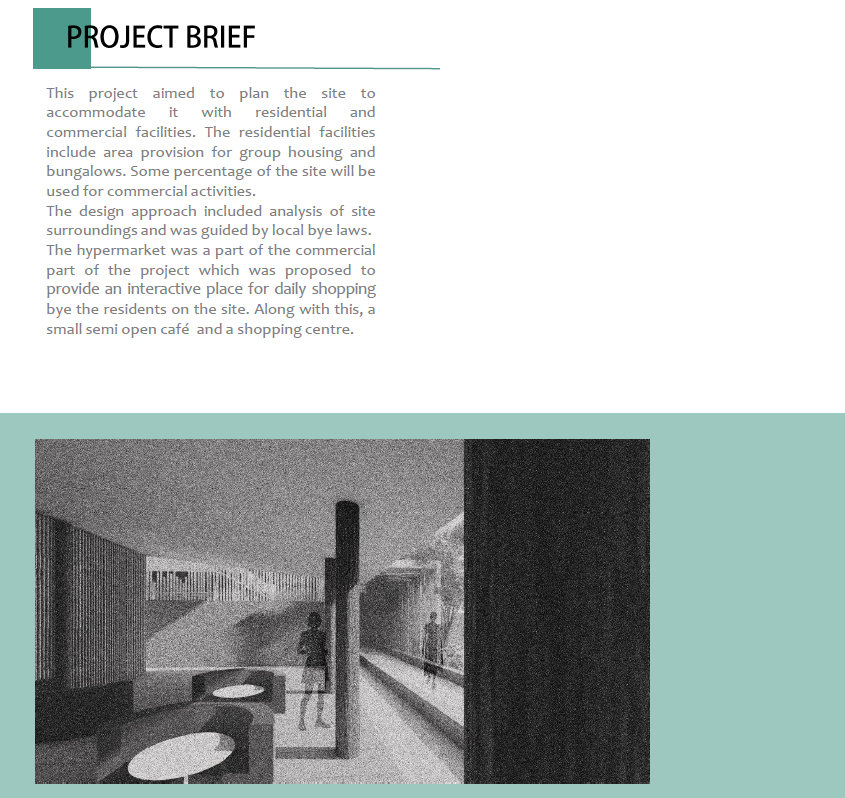 PROJECT BRIEF
This project aimed to plan the site to
accommodate it with residential and
commercial facilities. The residential facilities
include area provision for group housing and
bungalows. Some percentage of the site will be
used for commercial activities.
The design approach included analysis of site
surroundings and was guided by local bye laws.
The hypermarket was a part of the commercial
part of the project which was proposed to
provide an interactive place for daily shopping
bye the residents on the site. Along with this, a
small semi open café and a shopping centre.